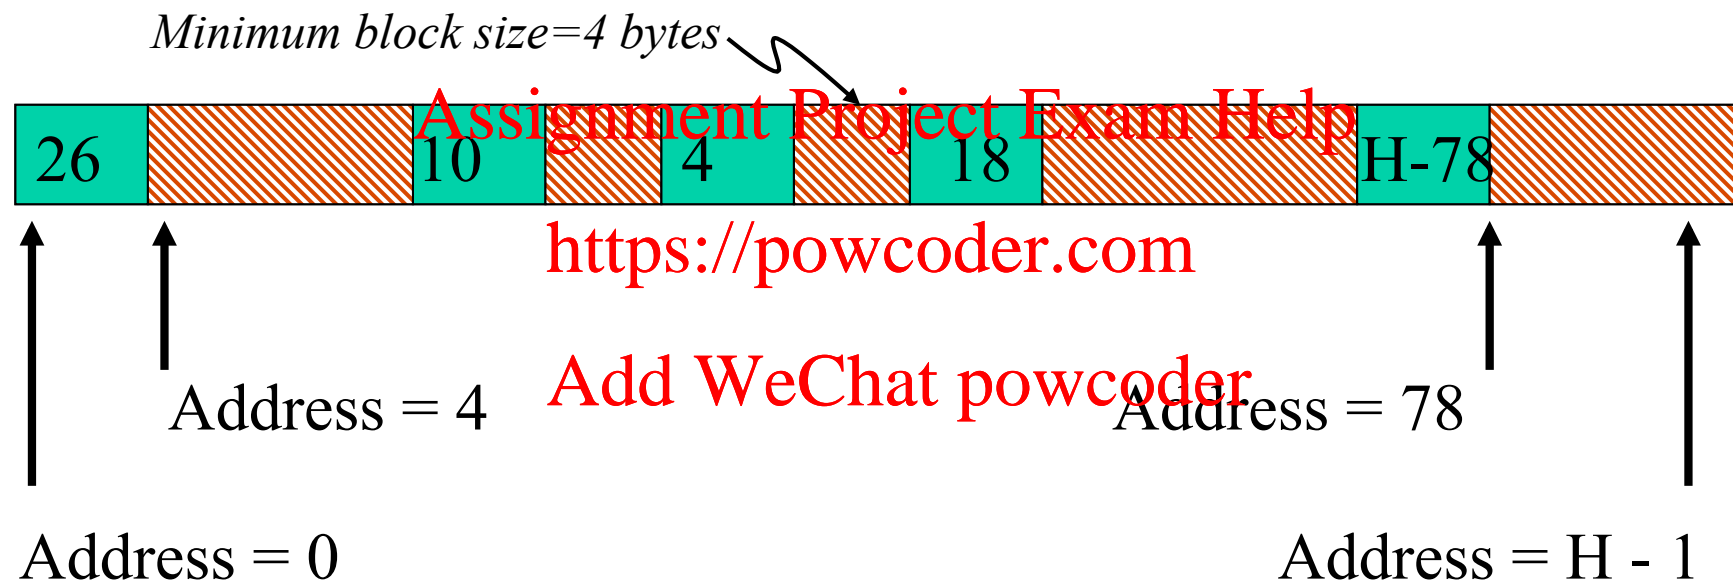 Minimum block size=4 bytes
Assignment Project Exam Help
26 10 4 18 H-78
https://powcoder.com
Add WeChat powcoder
Address = 4 Address = 78
Address = 0 Address = H - 1